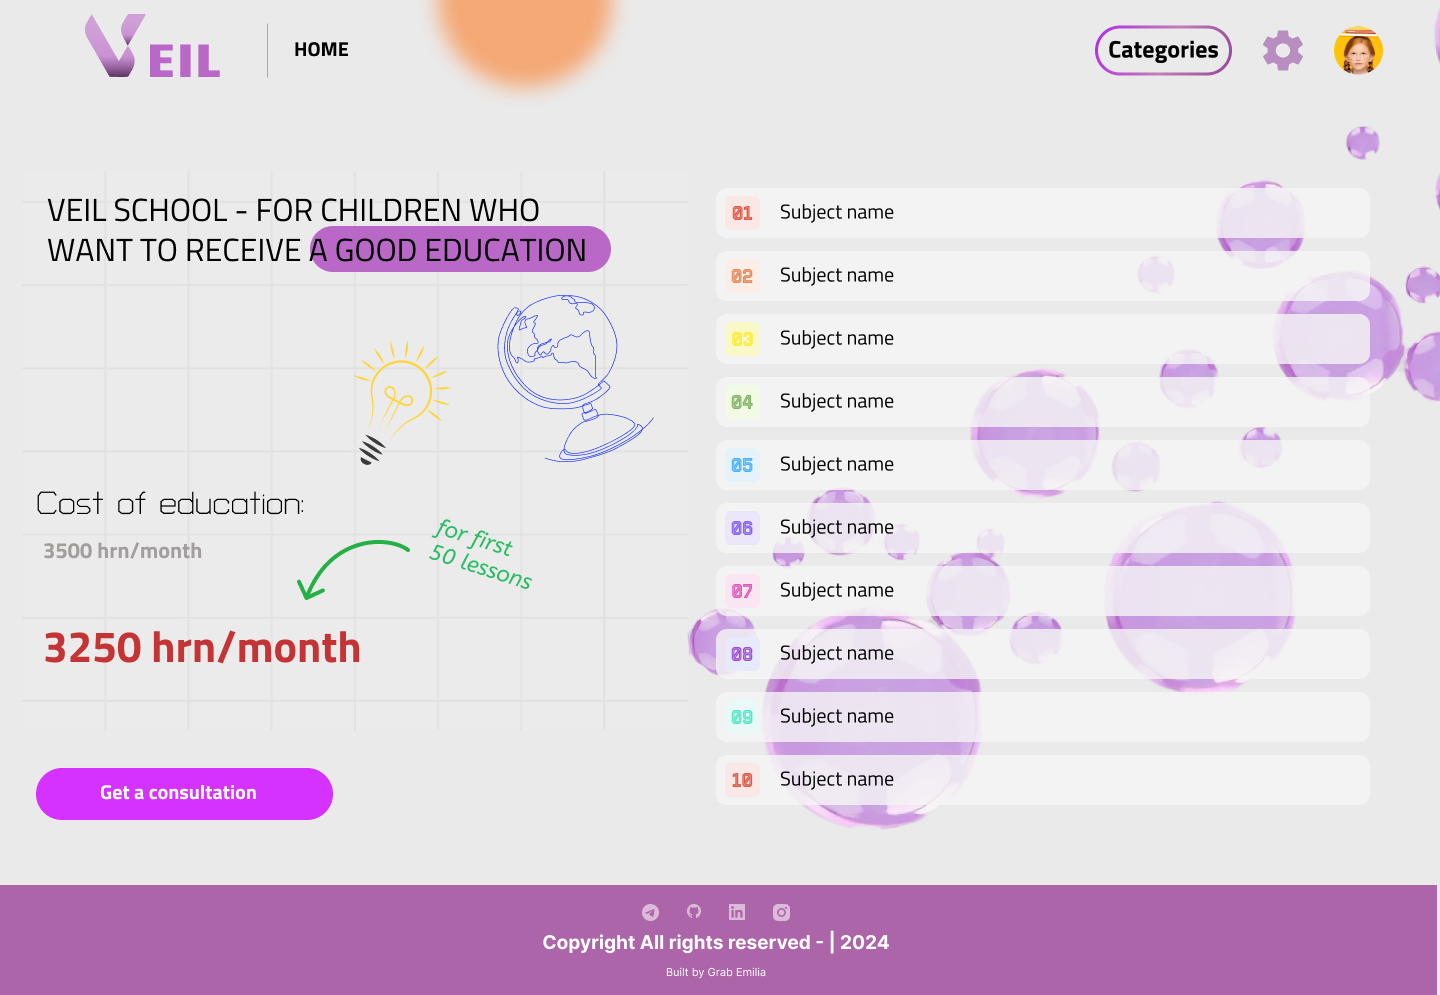 VEIL
HOME
Categories
VEIL SCHOOL - FOR CHILDREN WHO
WANT TO RECEIVE A GOOD EDUCATION
Cost of education:
3500 hrn/month
for first
50 lessons
3250 hrn/month
Get a consultation
01 Subject name
02 Subject name
03 Subject name
04 Subject name
05 Subject name
06 Subject name
07 Subject name
08 Subject name
09 Subject name
10 Subject name
Copyright All rights reserved - | 2024
Built by Grab Emilia